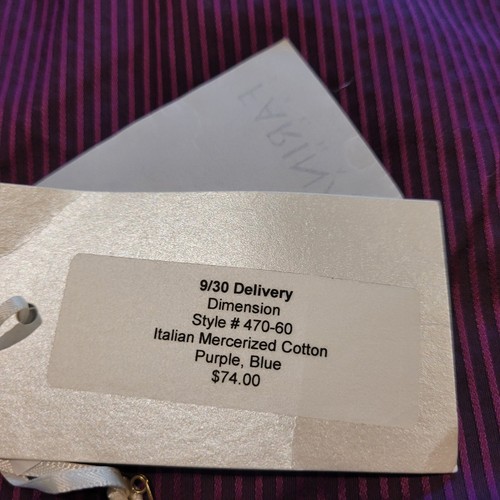 9/30 Delivery
Dimension
Style # 470-60
Italian Mercerized Cotton
Purple, Blue
$74.00